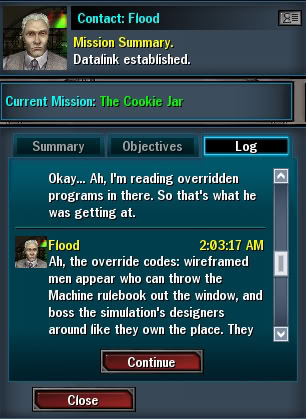 Contact: Flood
Mission Summary.
Datalink established.
Current Mission: The Cookie Jar
Summary
Objectives
Log
Okay... Ah, I'm reading overridden
programs in there. So that's what he
was getting at.
Flood 2:03:17 AM
Ah, the override codes: wireframed
men appear who can throw the
Machine rulebook out the window, and
boss the simulation's designers
around like they own the place. They
Continue
Close